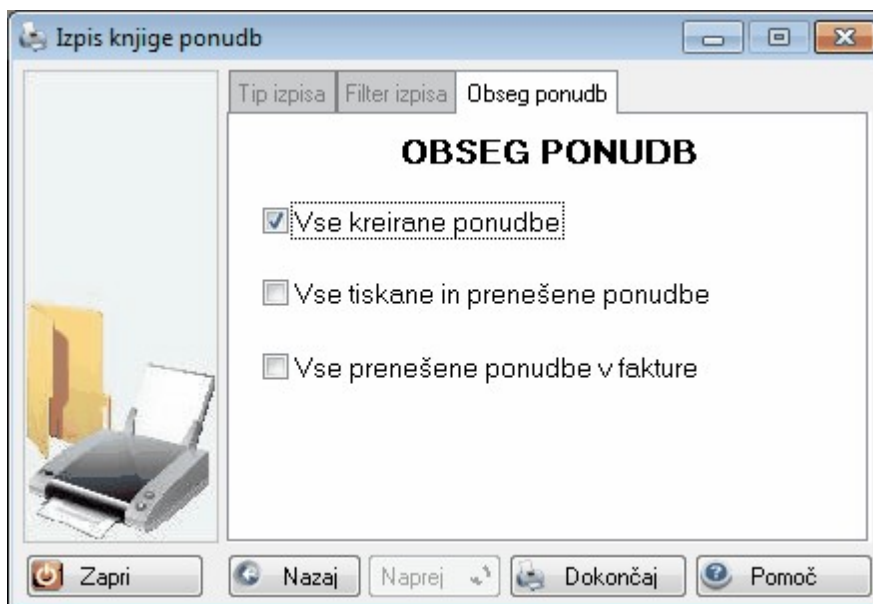 Izpis knjige ponudb
Tip izpisa Filter izpisa Obseg ponudb
OBSEG PONUDB
Vse kreirane ponudbe
Vse tiskane in prenešene ponudbe
Vse prenešene ponudbe v fakture
Zapri Nazaj Naprej Dokončaj Pomoč